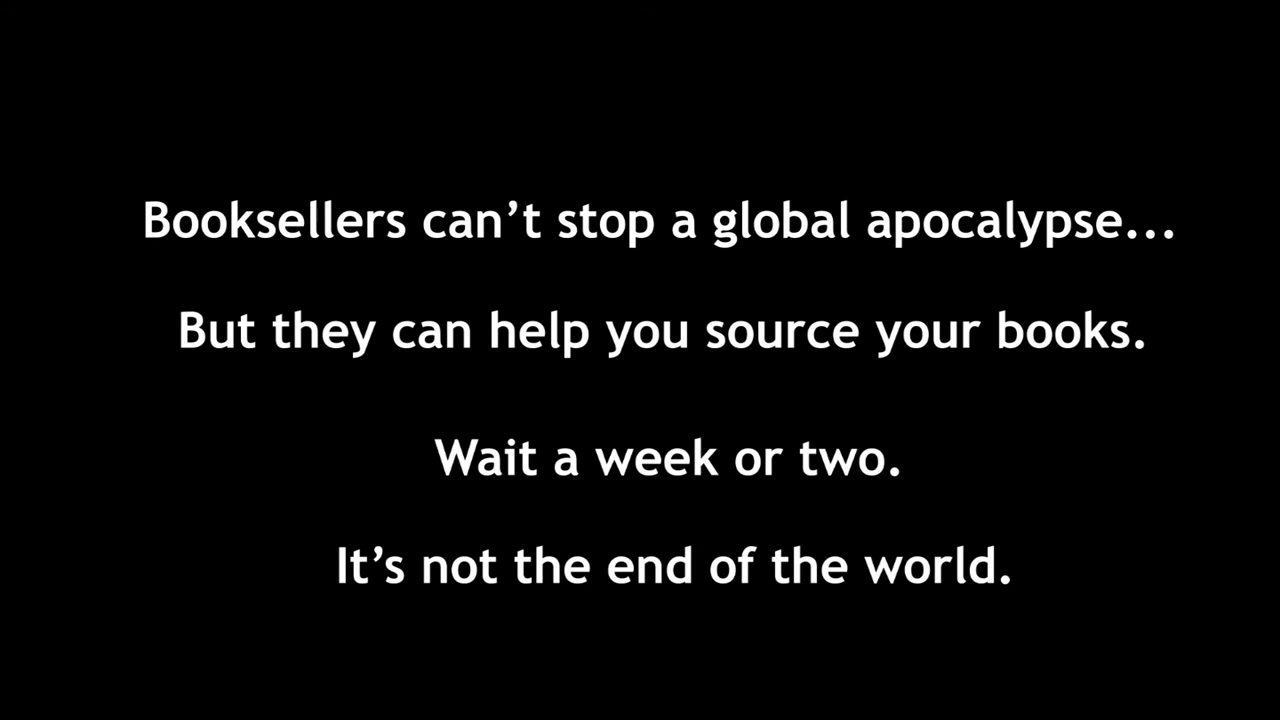 Booksellers can’t stop a global apocalypse...
But they can help you source your books.
Wait a week or two.
It’s not the end of the world.